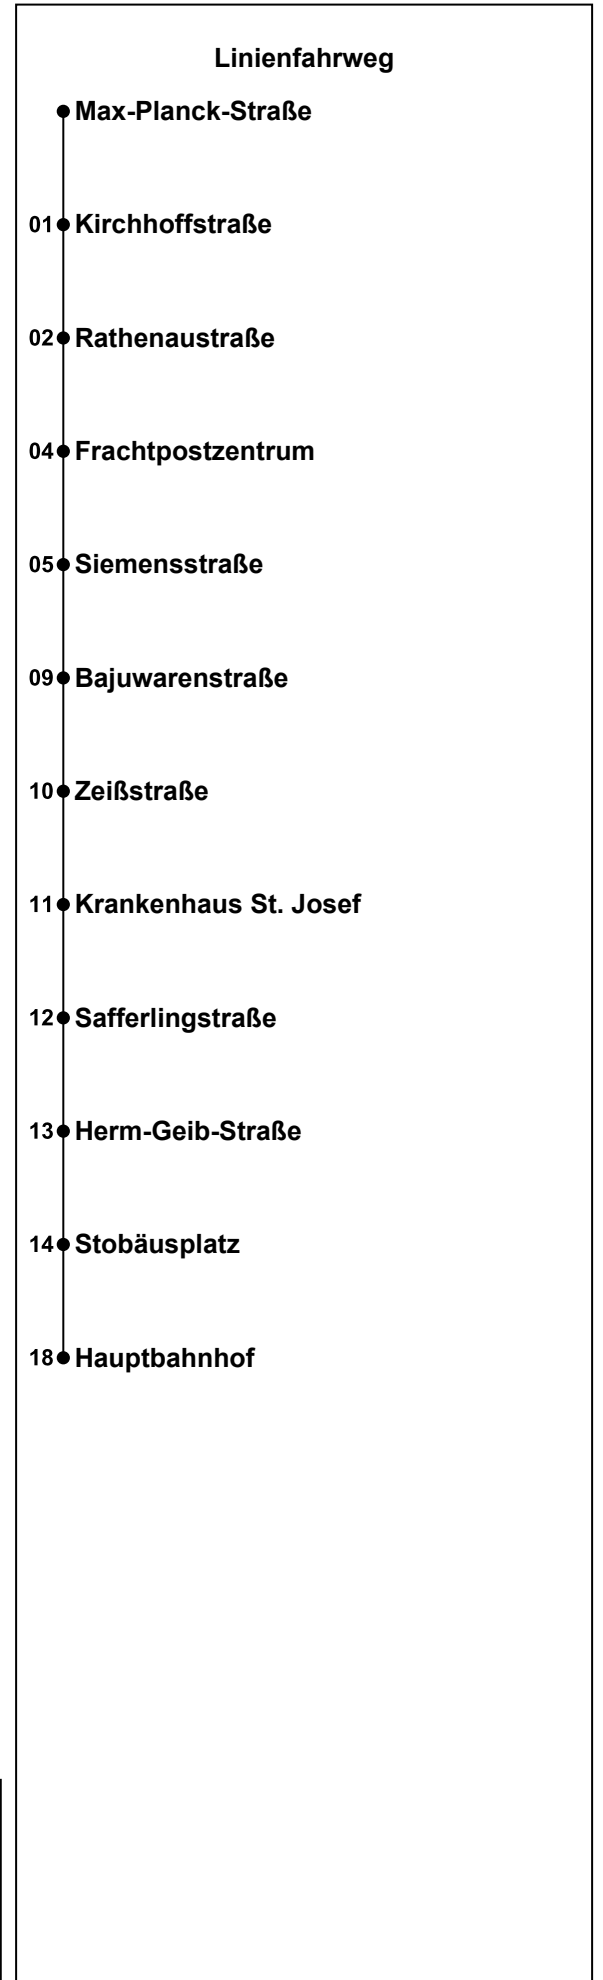 Linienfahrweg
Max-Planck-Straße
01 Kirchhoffstraße
02 Rathenaustraße
04 Frachtpostzentrum
05 Siemensstraße
09 Bajuwarenstraße
10 Zeißstraße
11 Krankenhaus St. Josef
12 Safferlingstraße
13 Herm-Geib-Straße
14 Stobäusplatz
18 Hauptbahnhof